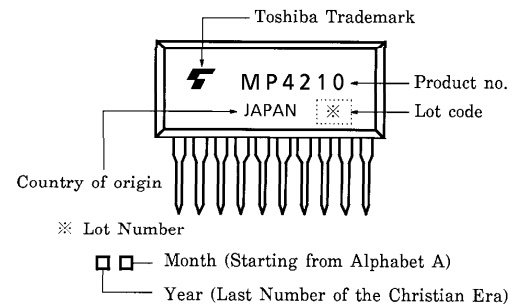 Toshiba Trademark
MP4210
Product no.
JAPAN
※
Lot code
Country of origin
※ Lot Number
Month (Starting from Alphabet A)
Year (Last Number of the Christian Era)